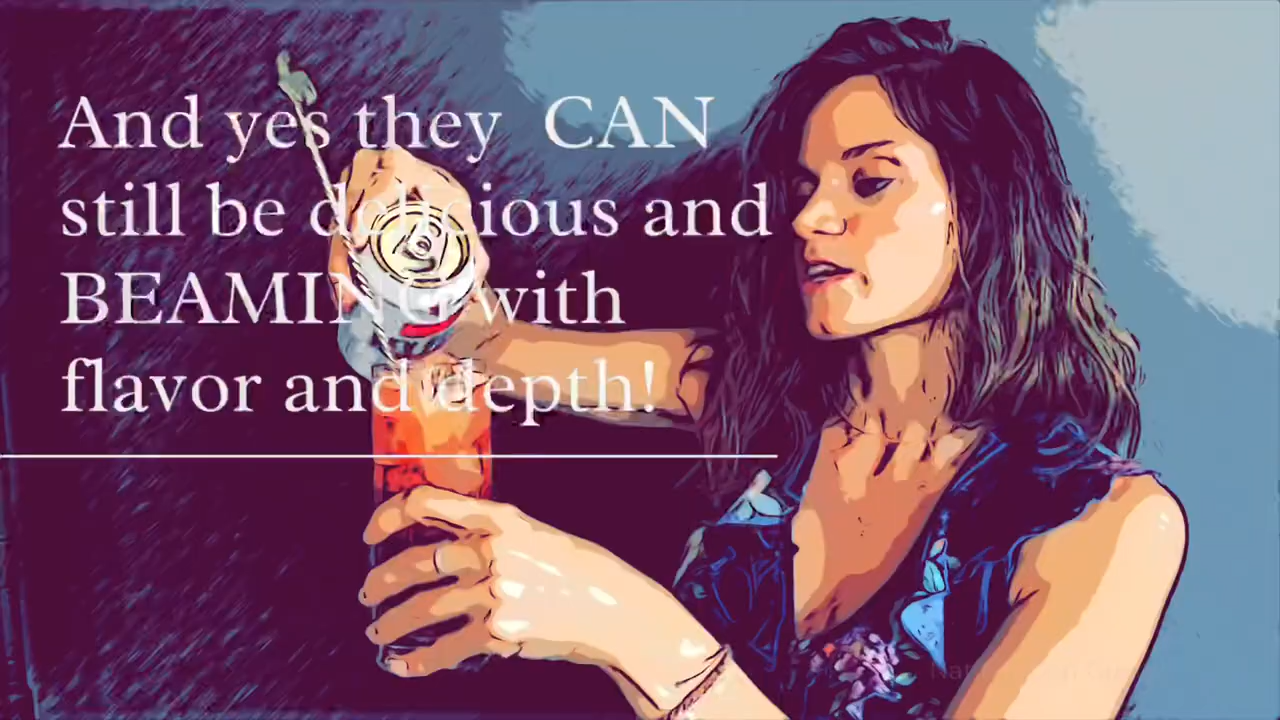 And yes they CAN
still be delicious and
BEAMING with
flavor and depth!